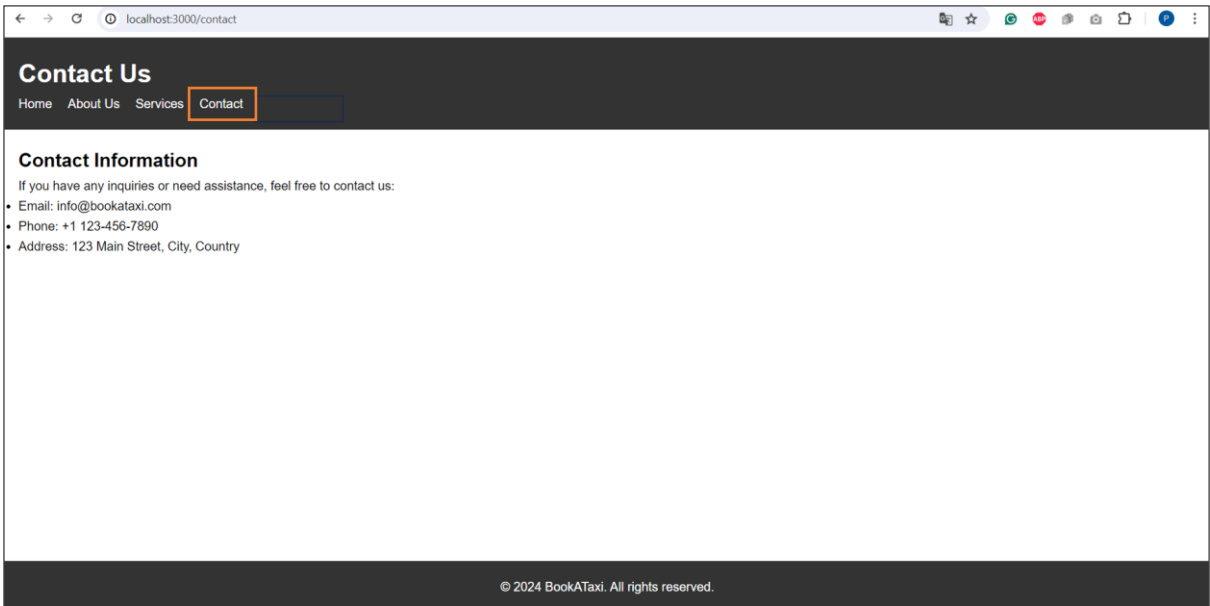 localhost:3000/contact
ABP
P
Contact Us
Home About Us Services Contact
Contact Information
If you have any inquiries or need assistance, feel free to contact us:
• Email: info@bookataxi.com
• Phone: +1 123-456-7890
• Address: 123 Main Street, City, Country
© 2024 BookATaxi. All rights reserved.